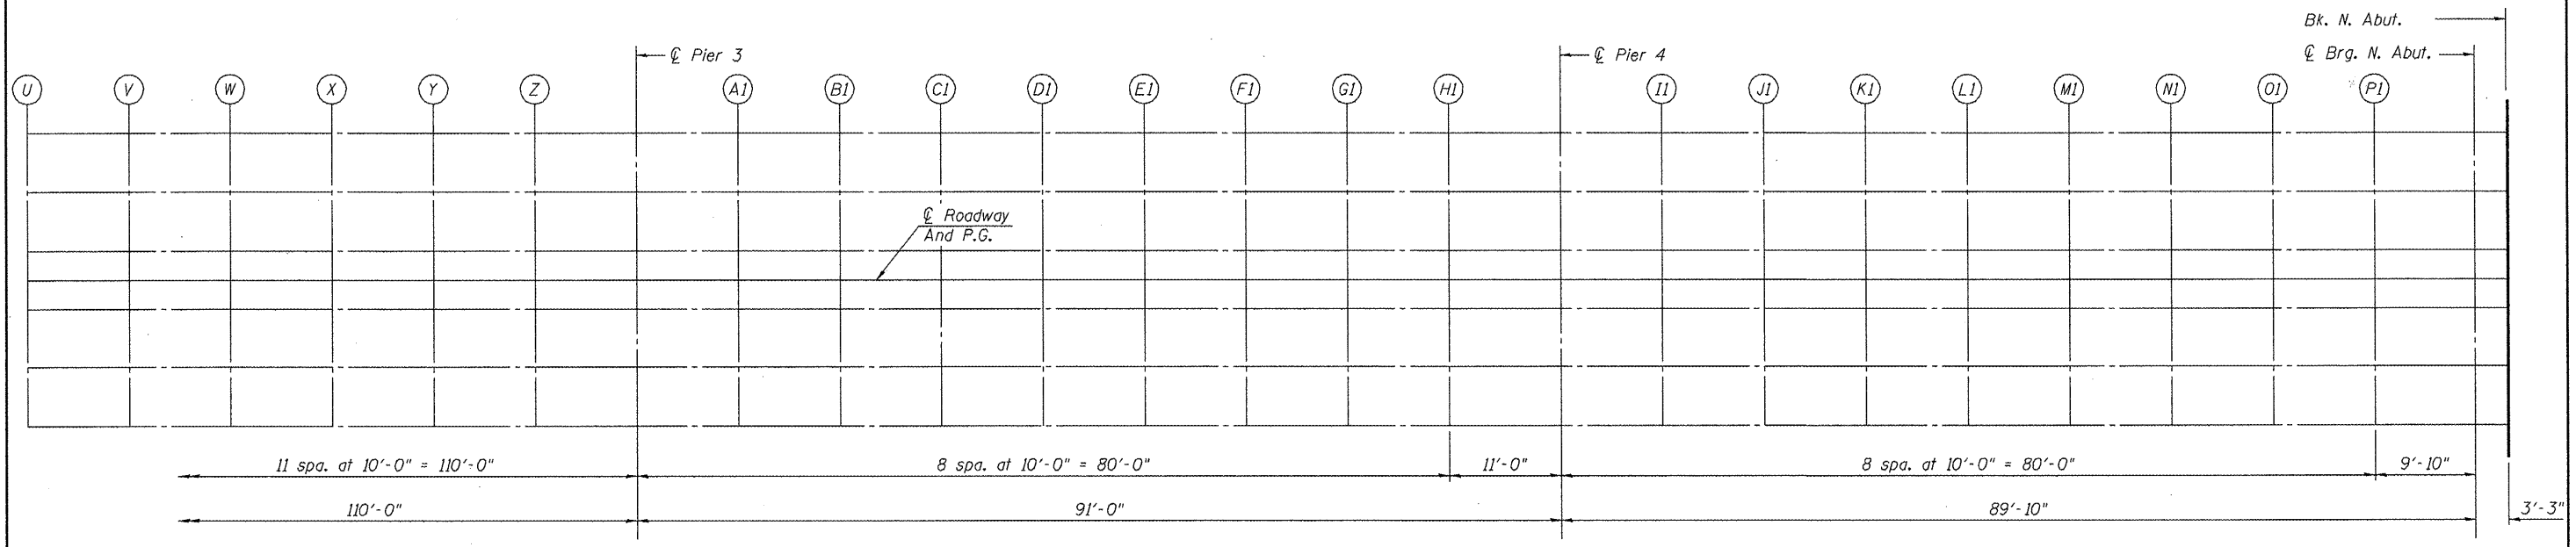 Bk. N. Abut.
℄ Pier 3
℄ Pier 4
℄ Brg. N. Abut.
U V W X Y Z A1 B1 C1 D1 E1 F1 G1 H1 I1 J1 K1 L1 M1 N1 O1 P1
℄ Roadway
And P.G.
11 spa. at 10'-0" = 110'-0"
8 spa. at 10'-0" = 80'-0"
11'-0"
8 spa. at 10'-0" = 80'-0"
9'-10"
110'-0"
91'-0"
89'-10"
3'-3"